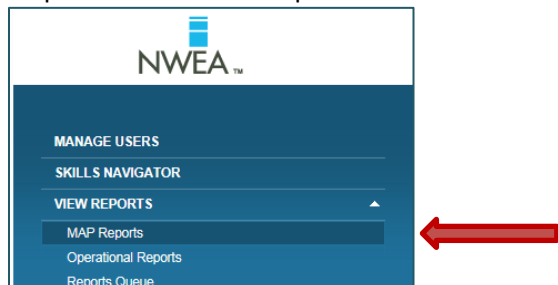 NWEA™
MANAGE USERS
SKILLS NAVIGATOR
VIEW REPORTS
MAP Reports
Operational Reports
Reports Queue